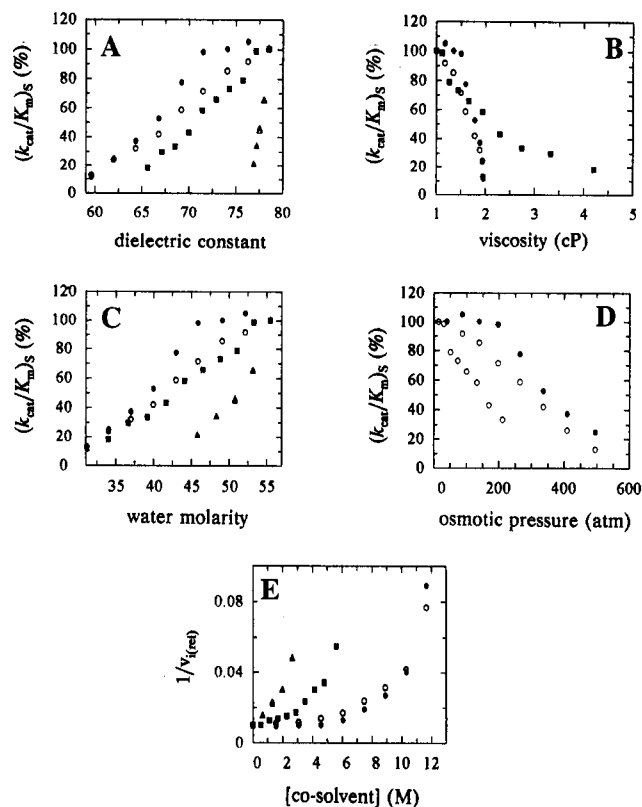 A
(kcat/Km)S (%)
120
100
80
60
40
20
0
60 65 70 75 80
dielectric constant
B
(kcat/Km)S (%)
120
100
80
60
40
20
0
1 2 3 4 5
viscosity (cP)
C
(kcat/Km)S (%)
120
100
80
60
40
20
0
35 40 45 50 55
water molarity
D
(kcat/Km)S (%)
120
100
80
60
40
20
0
0 200 400 600
osmotic pressure (atm)
E
1/vi(rel)
0.08
0.04
0
0 2 4 6 8 10 12
[co-solvent] (M)